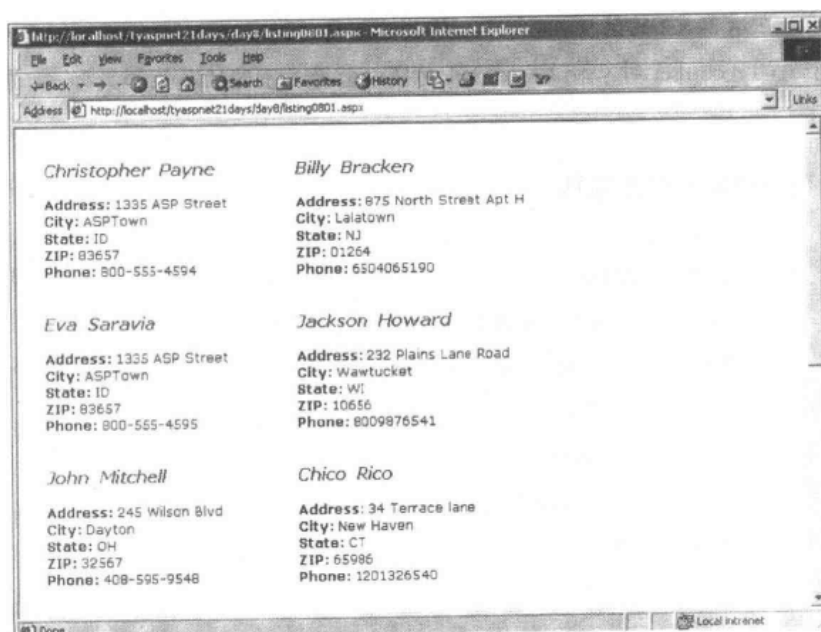 http://localhost/tyaspnet21days/day8/listing0801.aspx - Microsoft Internet Explorer
File Edit View Favorites Tools Help
Back Search Favorites History
Address http://localhost/tyaspnet21days/day8/listing0801.aspx Links
Christopher Payne
Address: 1335 ASP Street
City: ASPTown
State: ID
ZIP: 83657
Phone: 800-555-4594
Billy Bracken
Address: 875 North Street Apt H
City: Lalatown
State: NJ
ZIP: 01264
Phone: 6504065190
Eva Saravia
Address: 1335 ASP Street
City: ASPTown
State: ID
ZIP: 83657
Phone: 800-555-4595
Jackson Howard
Address: 232 Plains Lane Road
City: Wawtucket
State: WI
ZIP: 10656
Phone: 8009876541
John Mitchell
Address: 245 Wilson Blvd
City: Dayton
State: OH
ZIP: 32567
Phone: 408-595-9548
Chico Rico
Address: 34 Terrace lane
City: New Haven
State: CT
ZIP: 65986
Phone: 1201326540
Done Local intranet